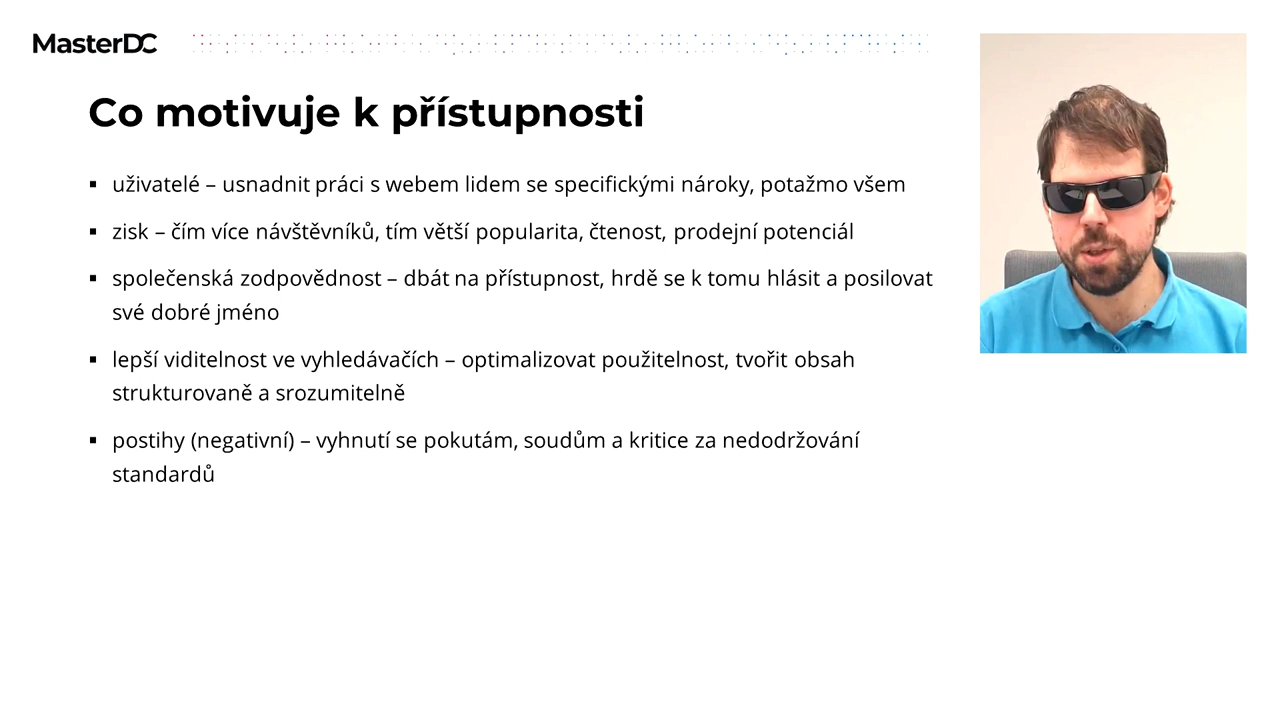 MasterDC
Co motivuje k přístupnosti
▪ uživatelé – usnadnit práci s webem lidem se specifickými nároky, potažmo všem
▪ zisk – čím více návštěvníků, tím větší popularita, čtenost, prodejní potenciál
▪ společenská zodpovědnost – dbát na přístupnost, hrdě se k tomu hlásit a posilovat
své dobré jméno
▪ lepší viditelnost ve vyhledávačích – optimalizovat použitelnost, tvořit obsah
strukturovaně a srozumitelně
▪ postihy (negativní) – vyhnutí se pokutám, soudům a kritice za nedodržování
standardů